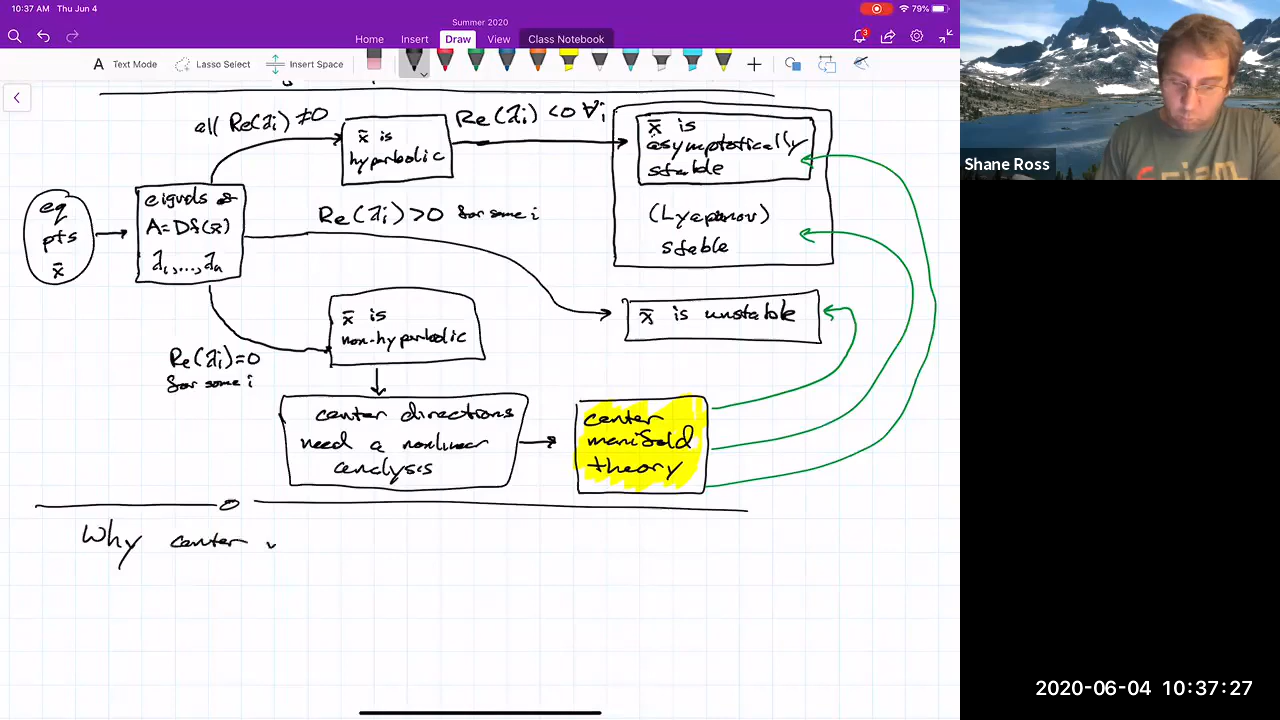 10:37 AM Thu Jun 4
79%
Summer 2020
Home Insert Draw View Class Notebook
3
A Text Mode Lasso Select Insert Space
all Re(λi) ≠0
x̄ is
hyperbolic
Re(λi) <0 ∀i
x̄ is
asymptotically
stable
(Lyapunov)
stable
eq
pts
x̄
eigvals of
A=Df(x̄)
λ1,...,λn
Re(λi)>0 for some i
x̄ is unstable
x̄ is
non-hyperbolic
Re(λi)=0
for some i
center directions
need a nonlinear
analysis
center
manifold
theory
Why center
Shane Ross
2020-06-04 10:37:27